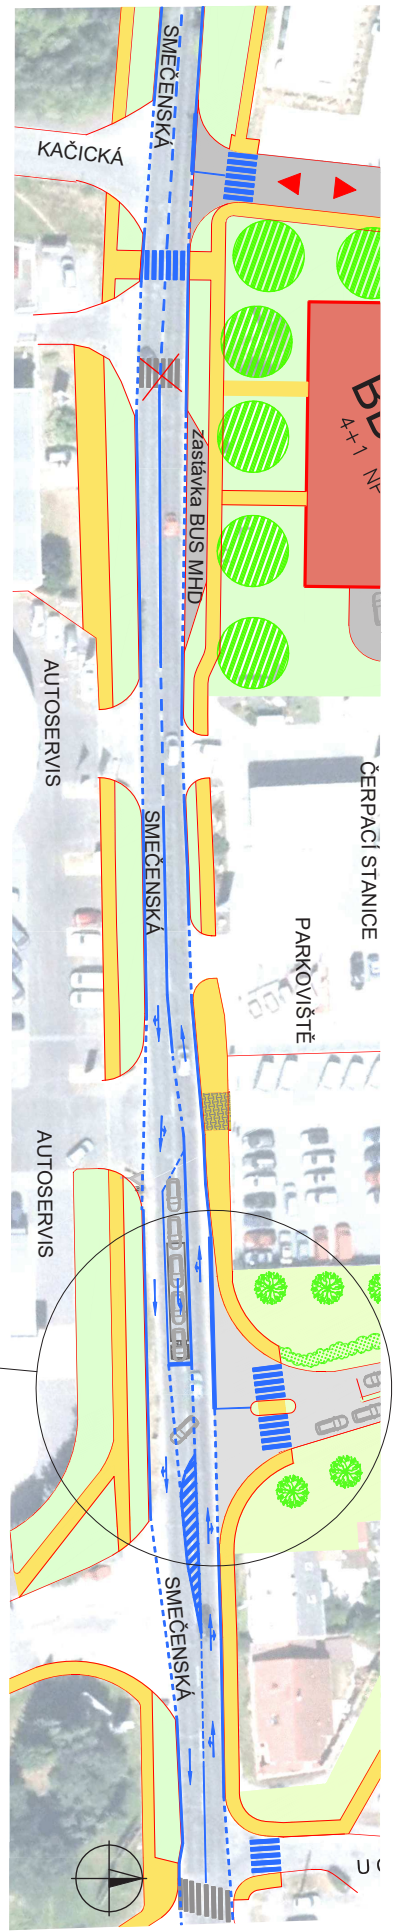 SMEČENSKÁ
KAČICKÁ
4+1 NP
zastávka BUS MHD
AUTOSERVIS
ČERPACÍ STANICE
SMEČENSKÁ
PARKOVIŠTĚ
AUTOSERVIS
SMEČENSKÁ